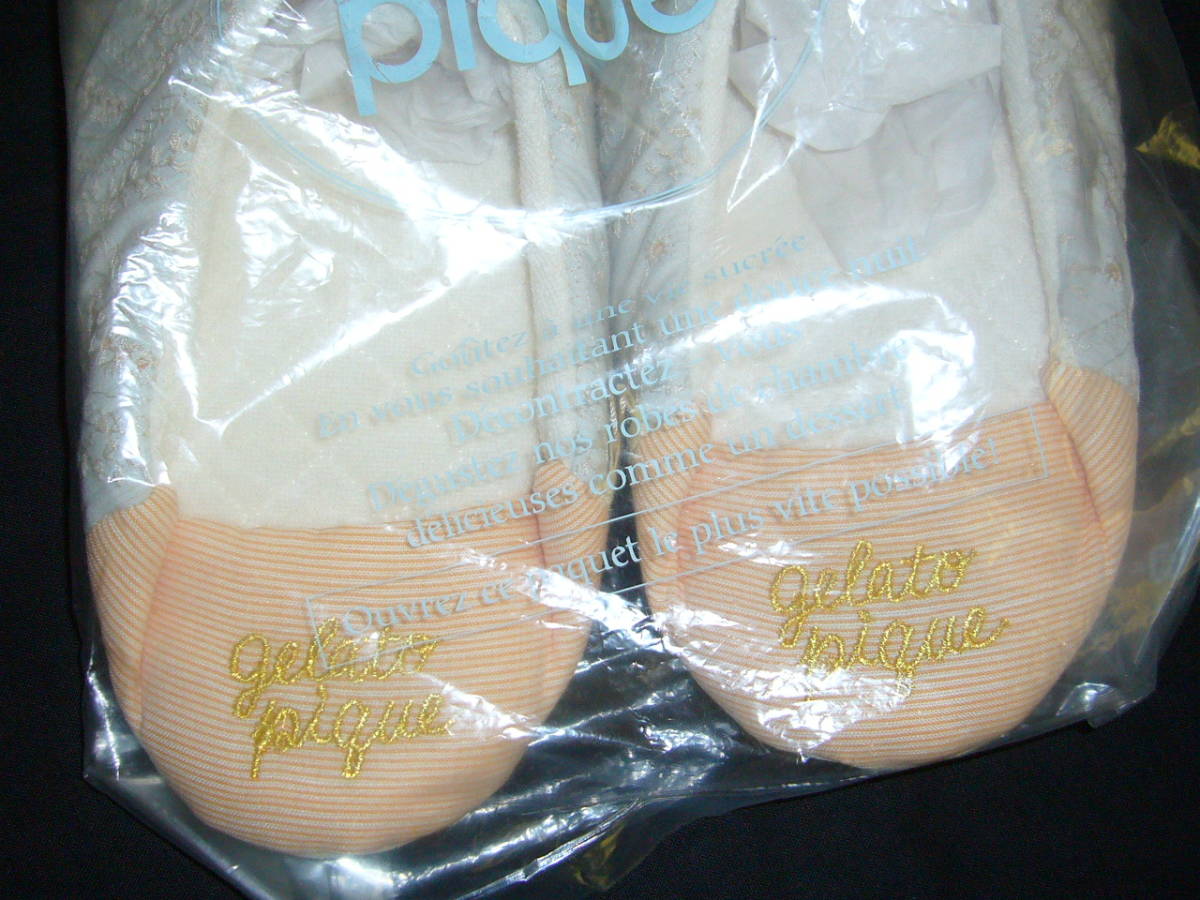 pique
Goûtez à une vie sucrée
En vous souhaitant une douce nuit
Décontractez-vous
Dégustez nos robes de chambre
délicieuses comme un dessert
Ouvrez ce paquet le plus vite possible!
gelato
pique
gelato
pique